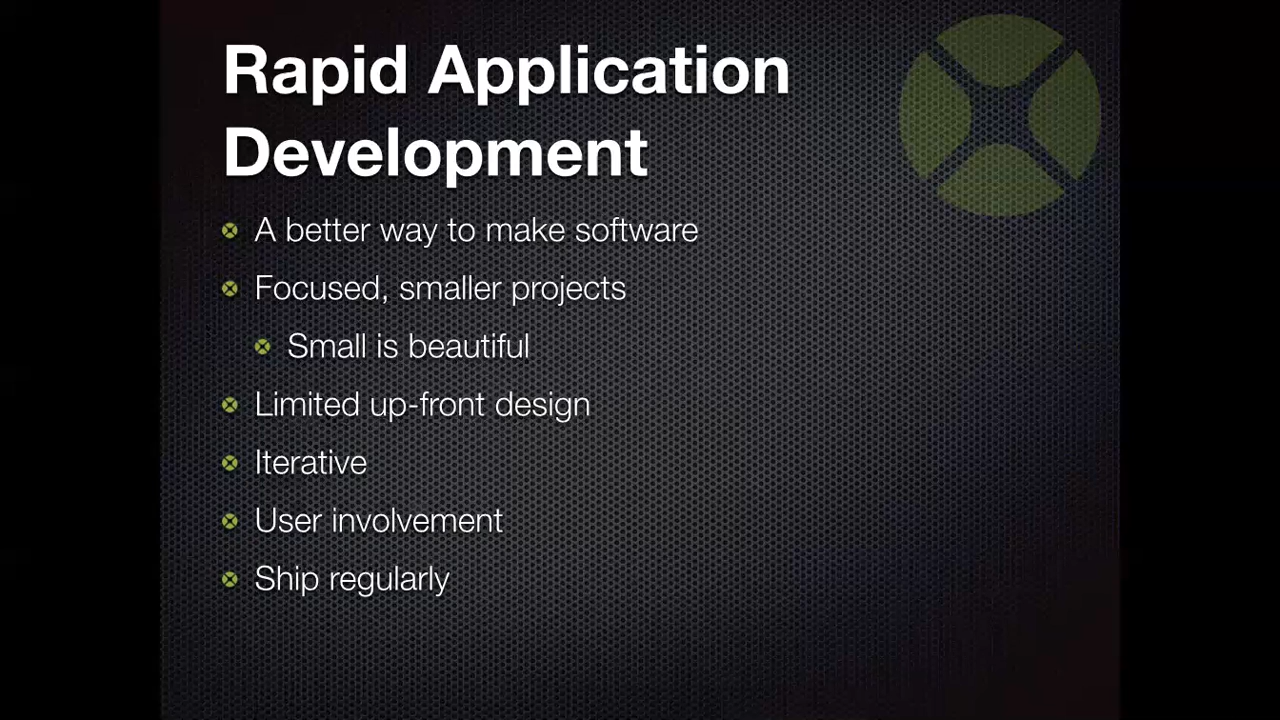 Rapid Application
Development
A better way to make software
Focused, smaller projects
Small is beautiful
Limited up-front design
Iterative
User involvement
Ship regularly